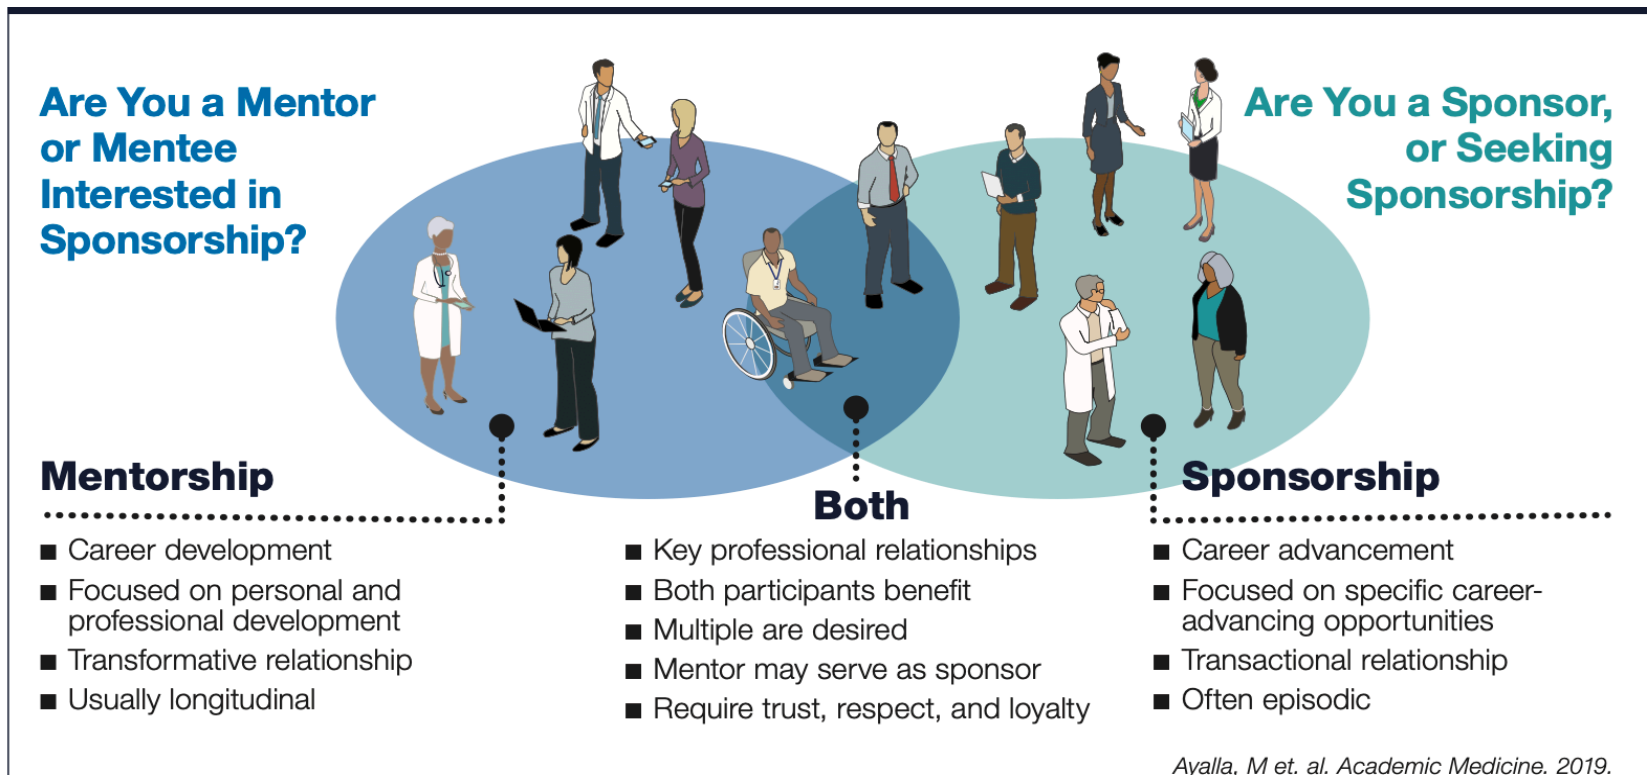 Are You a Mentor
or Mentee
Interested in
Sponsorship?
Are You a Sponsor,
or Seeking
Sponsorship?
Mentorship
■ Career development
■ Focused on personal and
professional development
■ Transformative relationship
■ Usually longitudinal
Both
■ Key professional relationships
■ Both participants benefit
■ Multiple are desired
■ Mentor may serve as sponsor
■ Require trust, respect, and loyalty
Sponsorship
■ Career advancement
■ Focused on specific career-
advancing opportunities
■ Transactional relationship
■ Often episodic
Ayalla, M et. al. Academic Medicine. 2019.